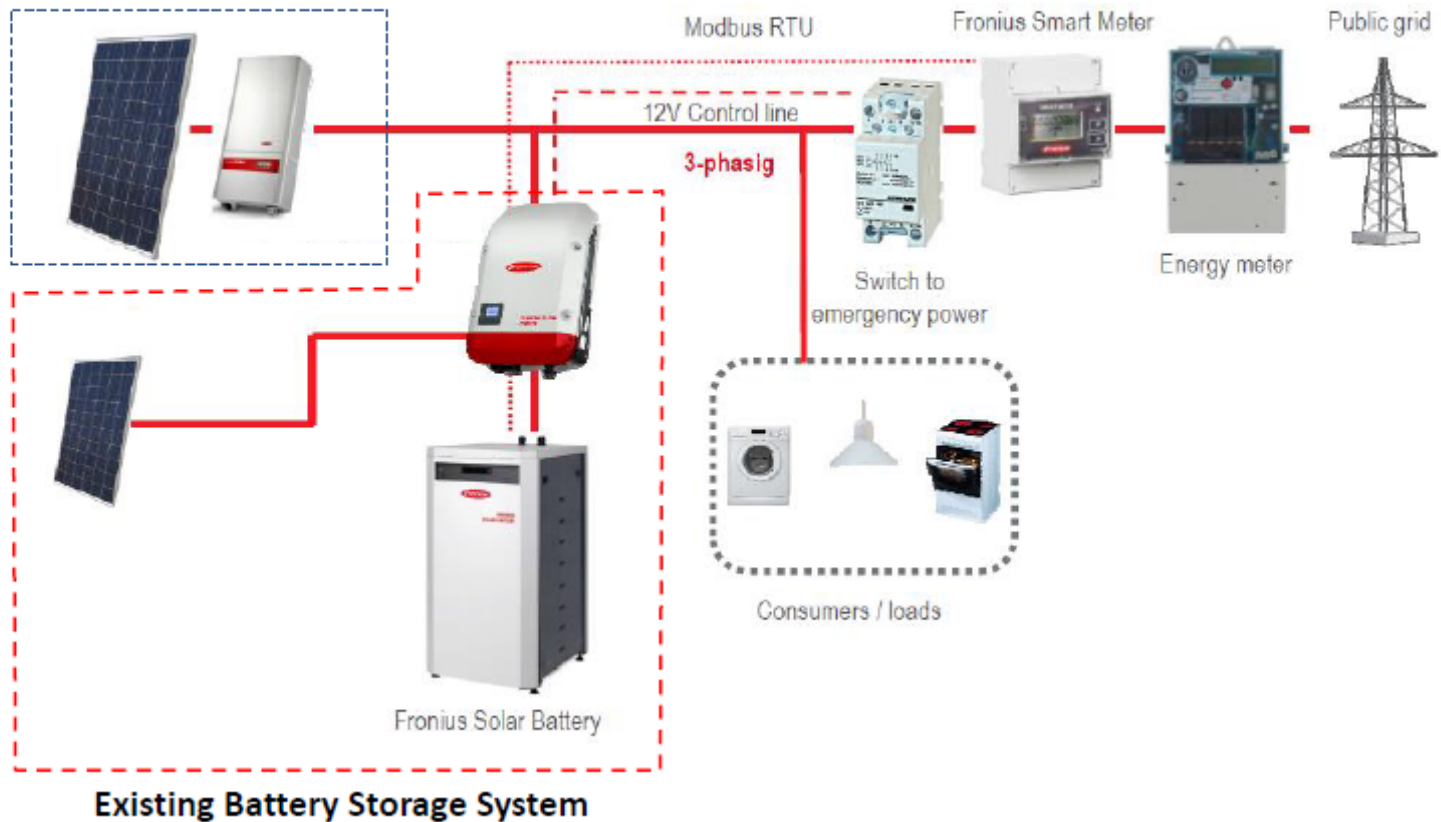 Modbus RTU
Fronius Smart Meter
Public grid
12V Control line
3-phasig
Energy meter
Switch to
emergency power
Consumers / loads
Fronius Solar Battery
Existing Battery Storage System